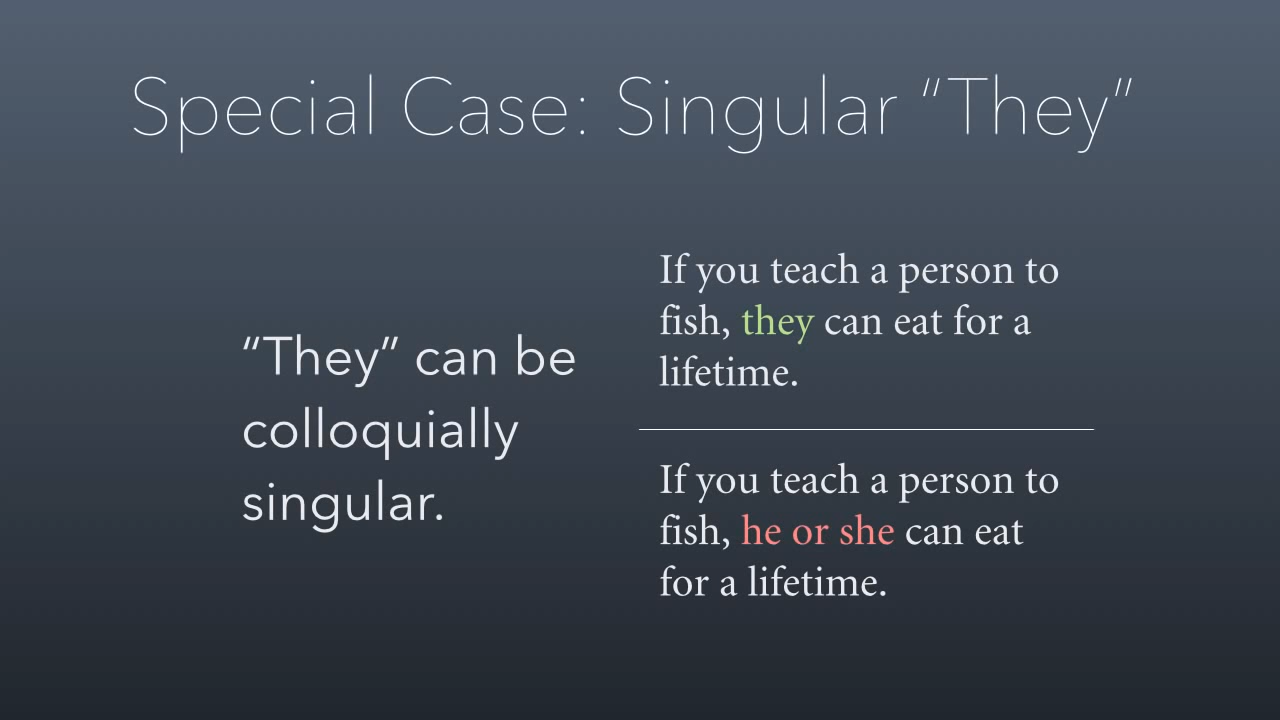 Special Case: Singular “They”
“They” can be
colloquially
singular.
If you teach a person to
fish, they can eat for a
lifetime.
If you teach a person to
fish, he or she can eat
for a lifetime.